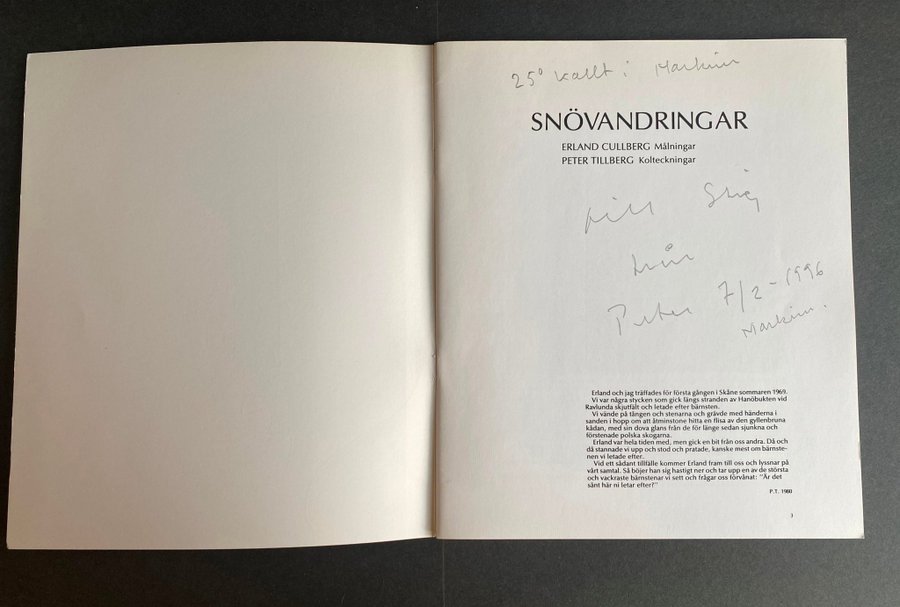 25° kallt i Markim
SNÖVANDRINGAR
ERLAND CULLBERG Målningar
PETER TILLBERG Kolteckningar
till Stig
från
Peter 7/2-1996
Markim.
Erland och jag träffades för första gången i Skåne sommaren 1969.
Vi var några stycken som gick längs stranden av Hanöbukten vid
Ravlunda skjutfält och letade efter bärnsten.
Vi vände på tången och stenarna och grävde med händerna i
sanden i hopp om att åtminstone hitta en flisa av den gyllenbruna
kådan, med sin dova glans från de för länge sedan sjunkna och
förstenade polska skogarna.
Erland var hela tiden med, men gick en bit från oss andra. Då och
då stannade vi upp och stod och pratade, kanske mest om bärnste-
nen vi letade efter.
Vid ett sådant tillfälle kommer Erland fram till oss och lyssnar på
vårt samtal. Så böjer han sig hastigt ner och tar upp en av de största
och vackraste bärnstenar vi sett och frågar oss förvånat: "Är det
sånt här ni letar efter?"
P.T. 1980
3